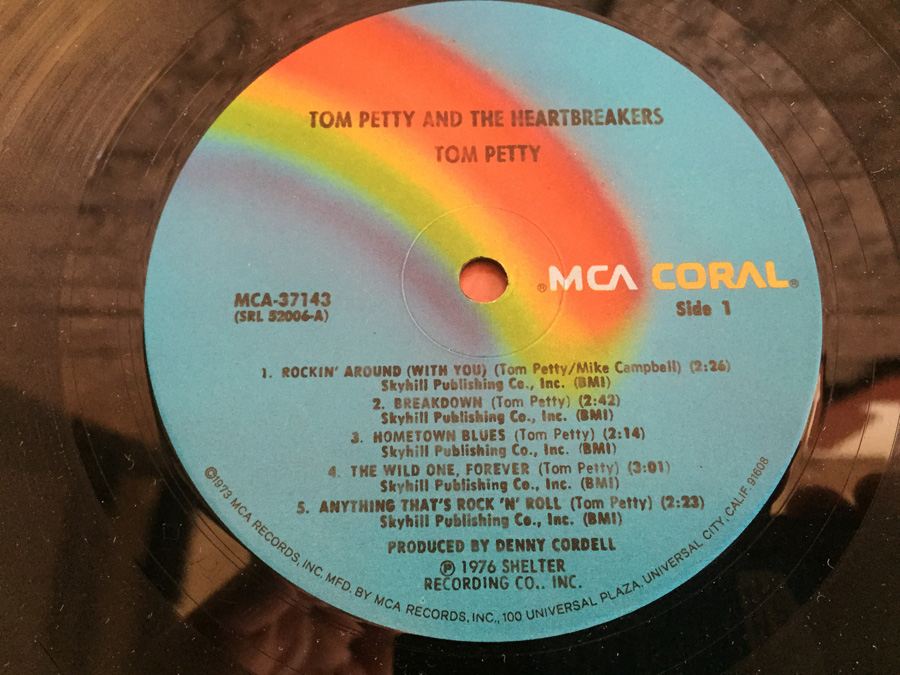 TOM PETTY AND THE HEARTBREAKERS
TOM PETTY
®MCA CORAL®
Side 1
MCA-37143
(SRL 52006-A)
1. ROCKIN' AROUND (WITH YOU) (Tom Petty/Mike Campbell) (2:26)
Skyhill Publishing Co., Inc. (BMI)
2. BREAKDOWN (Tom Petty) (2:42)
Skyhill Publishing Co., Inc. (BMI)
3. HOMETOWN BLUES (Tom Petty) (2:14)
Skyhill Publishing Co., Inc. (BMI)
4. THE WILD ONE, FOREVER (Tom Petty) (3:01)
Skyhill Publishing Co., Inc. (BMI)
5. ANYTHING THAT'S ROCK 'N' ROLL (Tom Petty) (2:23)
Skyhill Publishing Co., Inc. (BMI)
PRODUCED BY DENNY CORDELL
℗ 1976 SHELTER
RECORDING CO., INC.
©1973 MCA RECORDS, INC. MFD. BY MCA RECORDS, INC., 100 UNIVERSAL PLAZA, UNIVERSAL CITY, CALIF. 91608